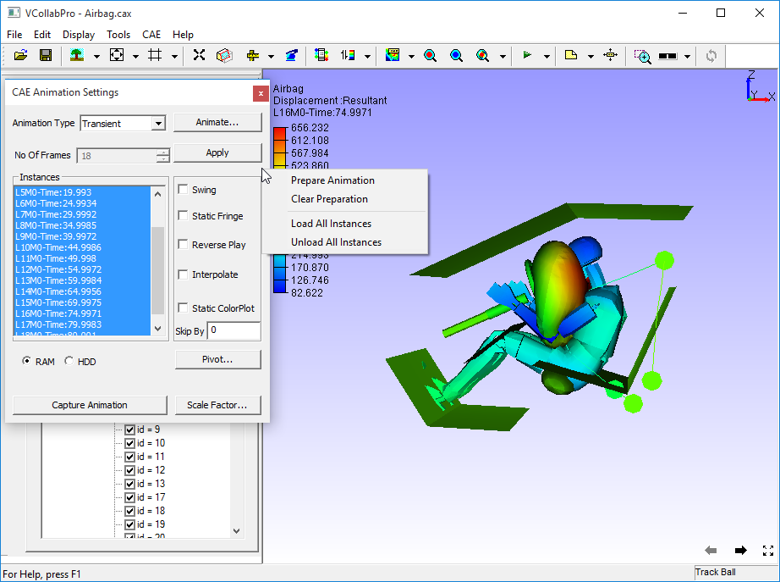 VCollabPro - Airbag.cax
File Edit Display Tools CAE Help
CAE Animation Settings
Animation Type Transient Animate...
No Of Frames 18 Apply
Instances
L5M0-Time:19.993
L6M0-Time:24.9934
L7M0-Time:29.9992
L8M0-Time:34.9985
L9M0-Time:39.9972
L10M0-Time:44.9986
L11M0-Time:49.998
L12M0-Time:54.9972
L13M0-Time:59.9984
L14M0-Time:64.9956
L15M0-Time:69.9975
L16M0-Time:74.9971
L17M0-Time:79.9983
Swing
Static Fringe
Reverse Play
Interpolate
Static ColorPlot
Skip By 0
RAM HDD
Pivot...
Capture Animation Scale Factor...
id = 9
id = 10
id = 11
id = 12
id = 13
id = 17
id = 18
id = 19
id = 20
Airbag
Displacement :Resultant
L16M0-Time:74.9971
656.232
612.108
567.984
523.860
Prepare Animation
Clear Preparation
Load All Instances
Unload All Instances
214.993
170.870
126.746
82.622
Z
Y
X
For Help, press F1
Track Ball